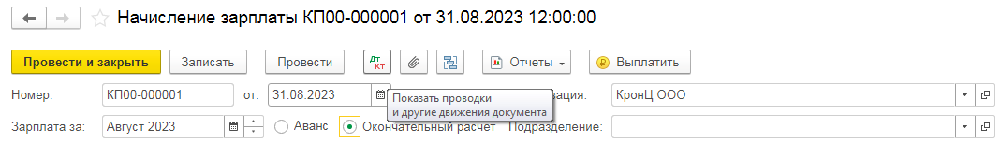 Начисление зарплаты КП00-000001 от 31.08.2023 12:00:00
Провести и закрыть Записать Провести Дт Кт Отчеты Выплатить
Номер: КП00-000001 от: 31.08.2023 Показать проводки и другие движения документа КронЦ ООО
Зарплата за: Август 2023 Аванс Окончательный расчет Подразделение: